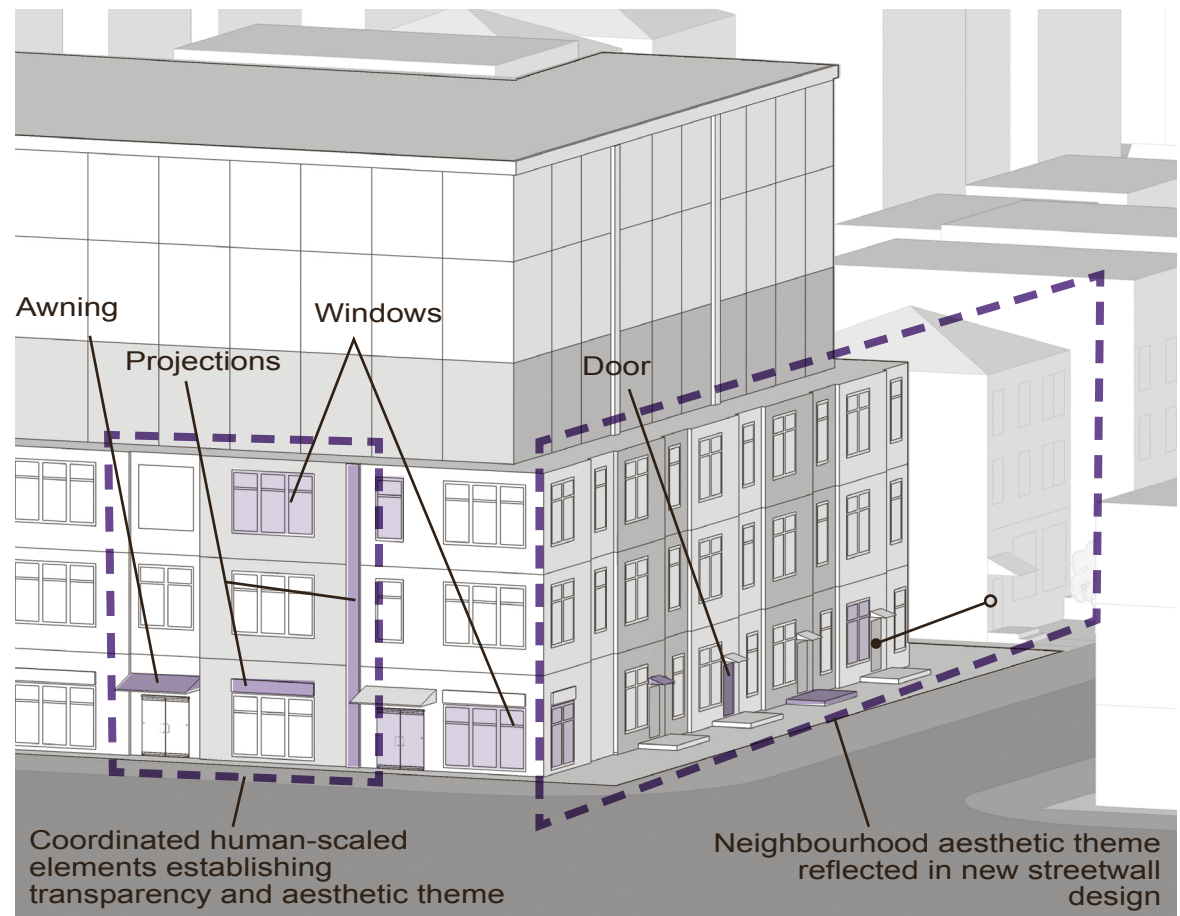 Awning
Windows
Projections
Door
Coordinated human-scaled
elements establishing
transparency and aesthetic theme
Neighbourhood aesthetic theme
reflected in new streetwall
design